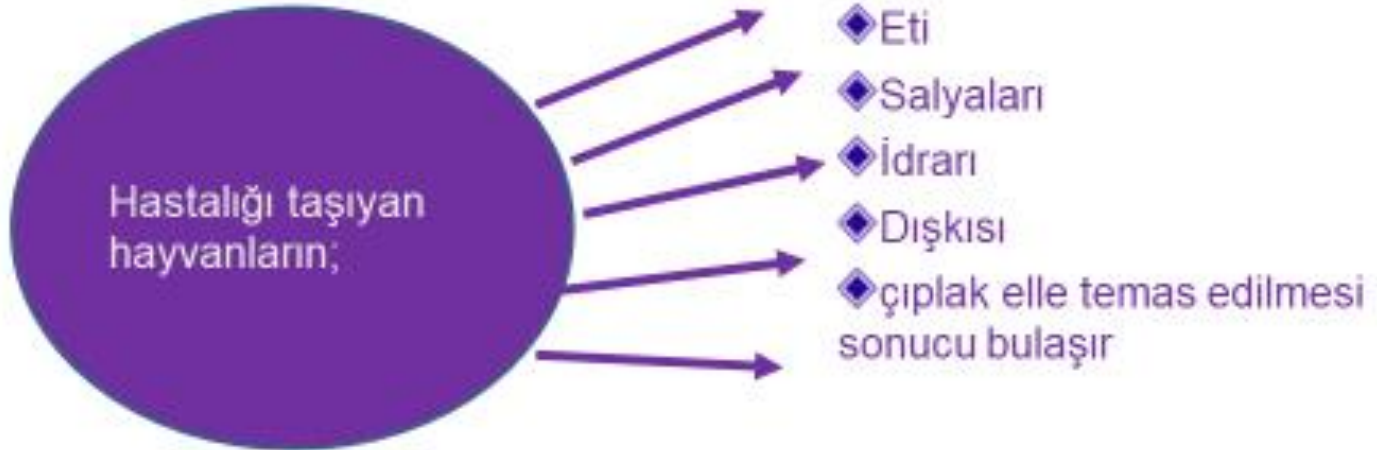 Hastalığı taşıyan
hayvanların;
Eti
Salyaları
İdrarı
Dışkısı
çıplak elle temas edilmesi
sonucu bulaşır